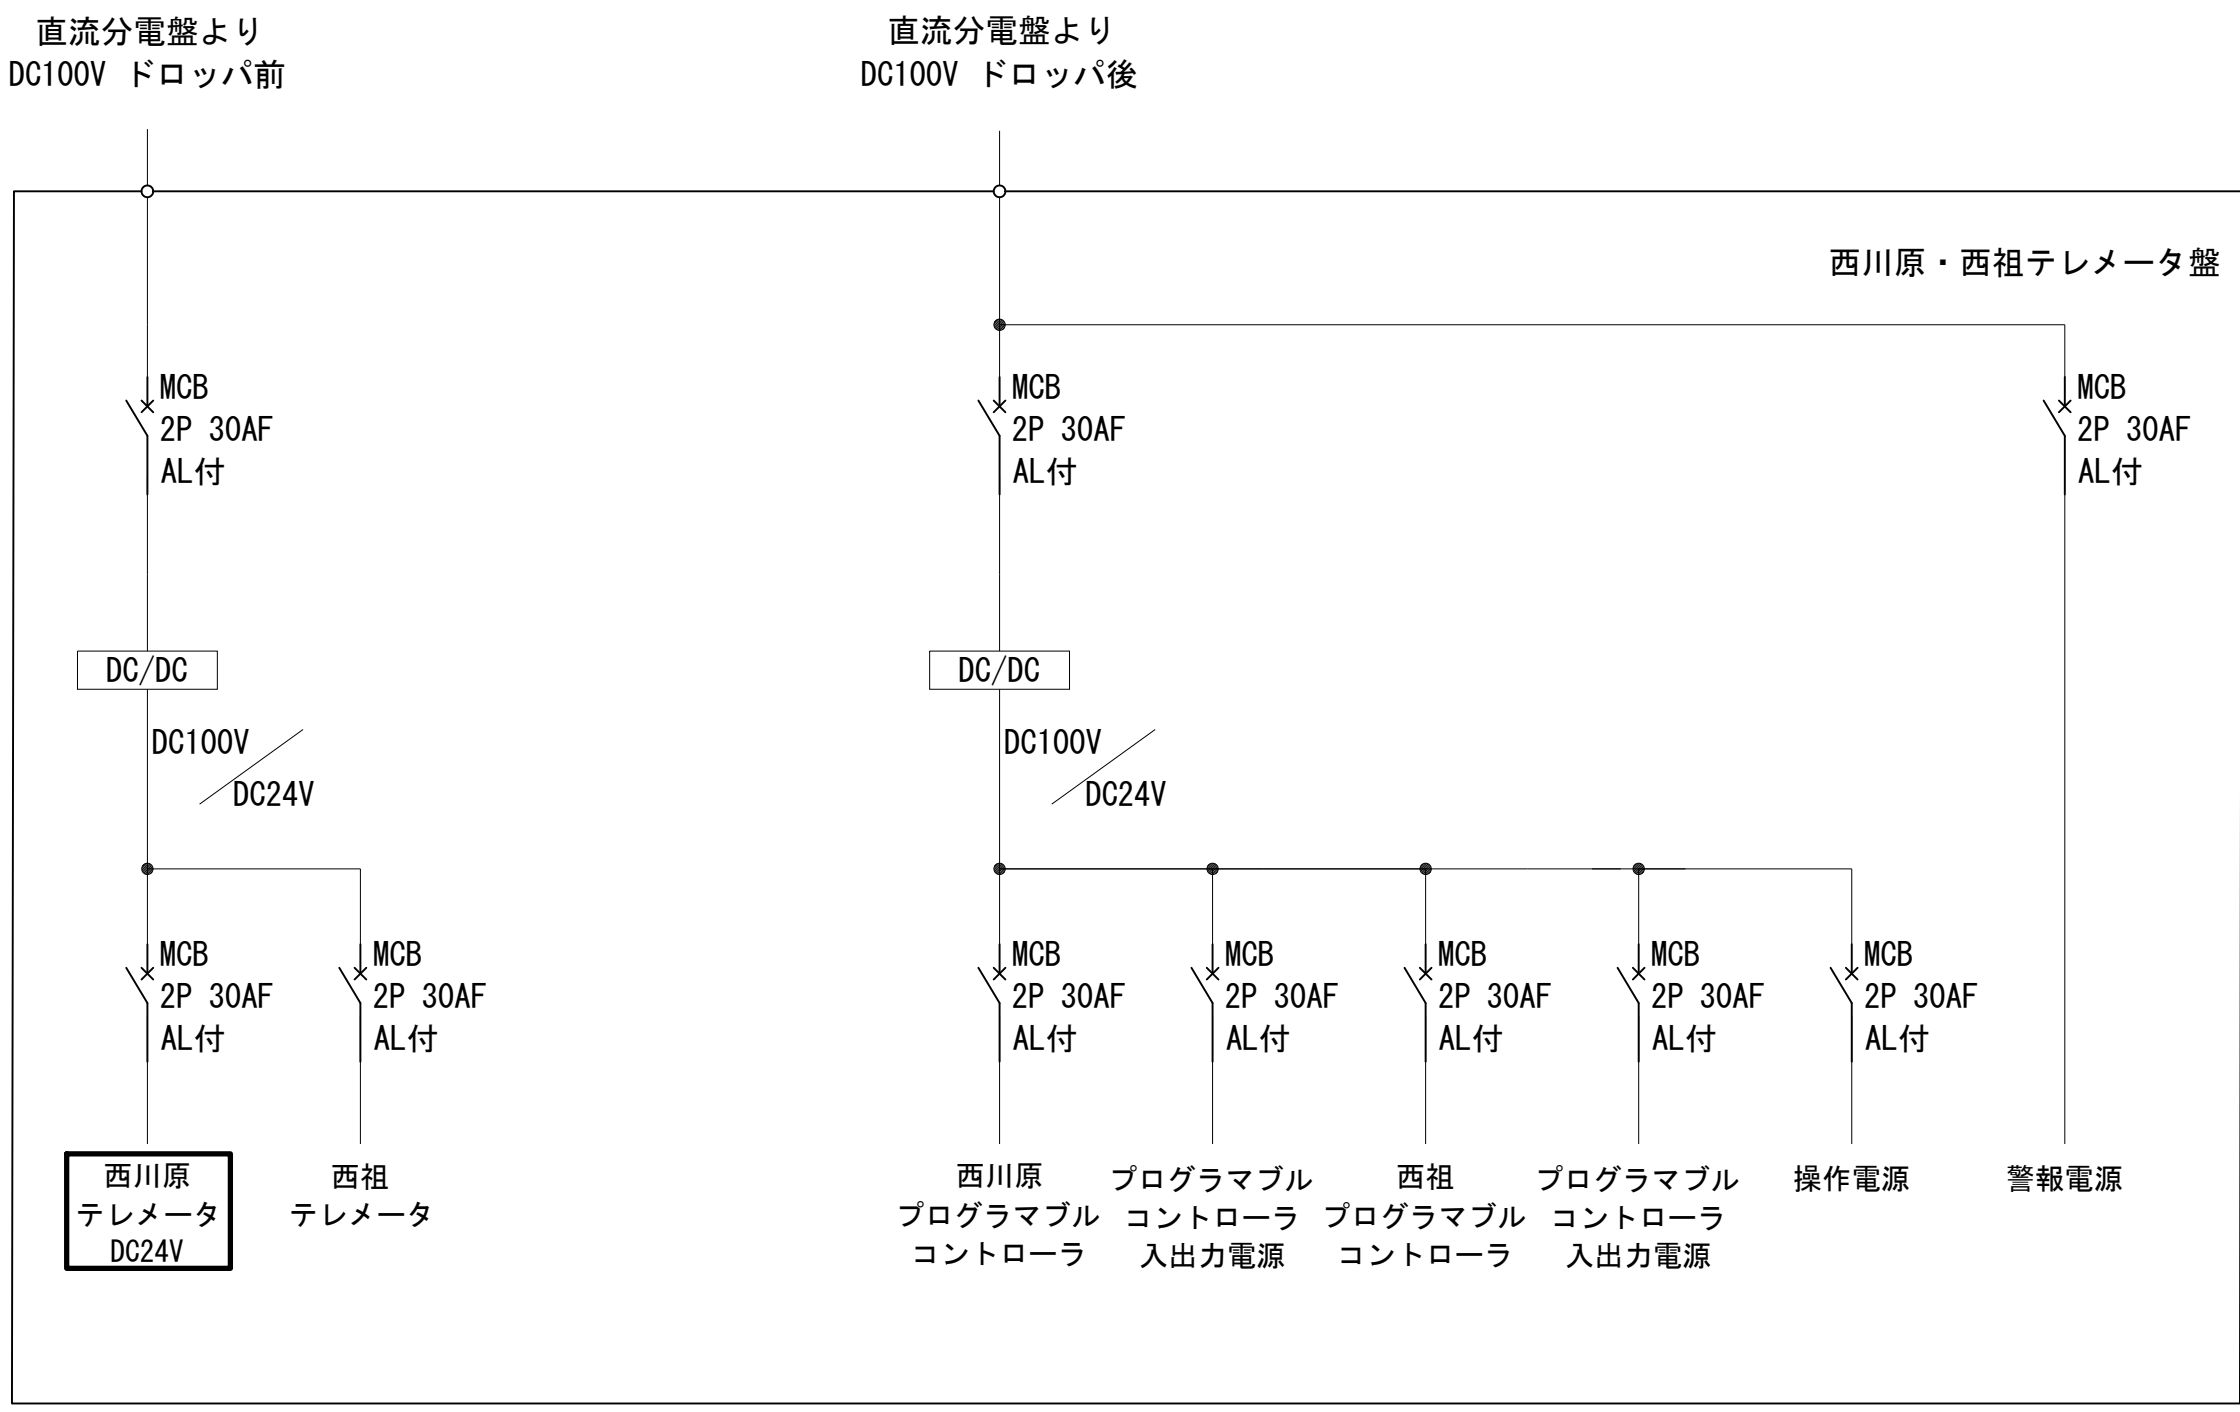 直流分電盤より
DC100V ドロッパ前
直流分電盤より
DC100V ドロッパ後
西川原・西祖テレメータ盤
MCB
2P 30AF
AL付
MCB
2P 30AF
AL付
MCB
2P 30AF
AL付
DC/DC
DC/DC
DC100V
DC24V
DC100V
DC24V
MCB
2P 30AF
AL付
MCB
2P 30AF
AL付
MCB
2P 30AF
AL付
MCB
2P 30AF
AL付
MCB
2P 30AF
AL付
MCB
2P 30AF
AL付
MCB
2P 30AF
AL付
西川原
テレメータ
DC24V
西祖
テレメータ
西川原
プログラマブル
コントローラ
プログラマブル
コントローラ
入出力電源
西祖
プログラマブル
コントローラ
プログラマブル
コントローラ
入出力電源
操作電源
警報電源